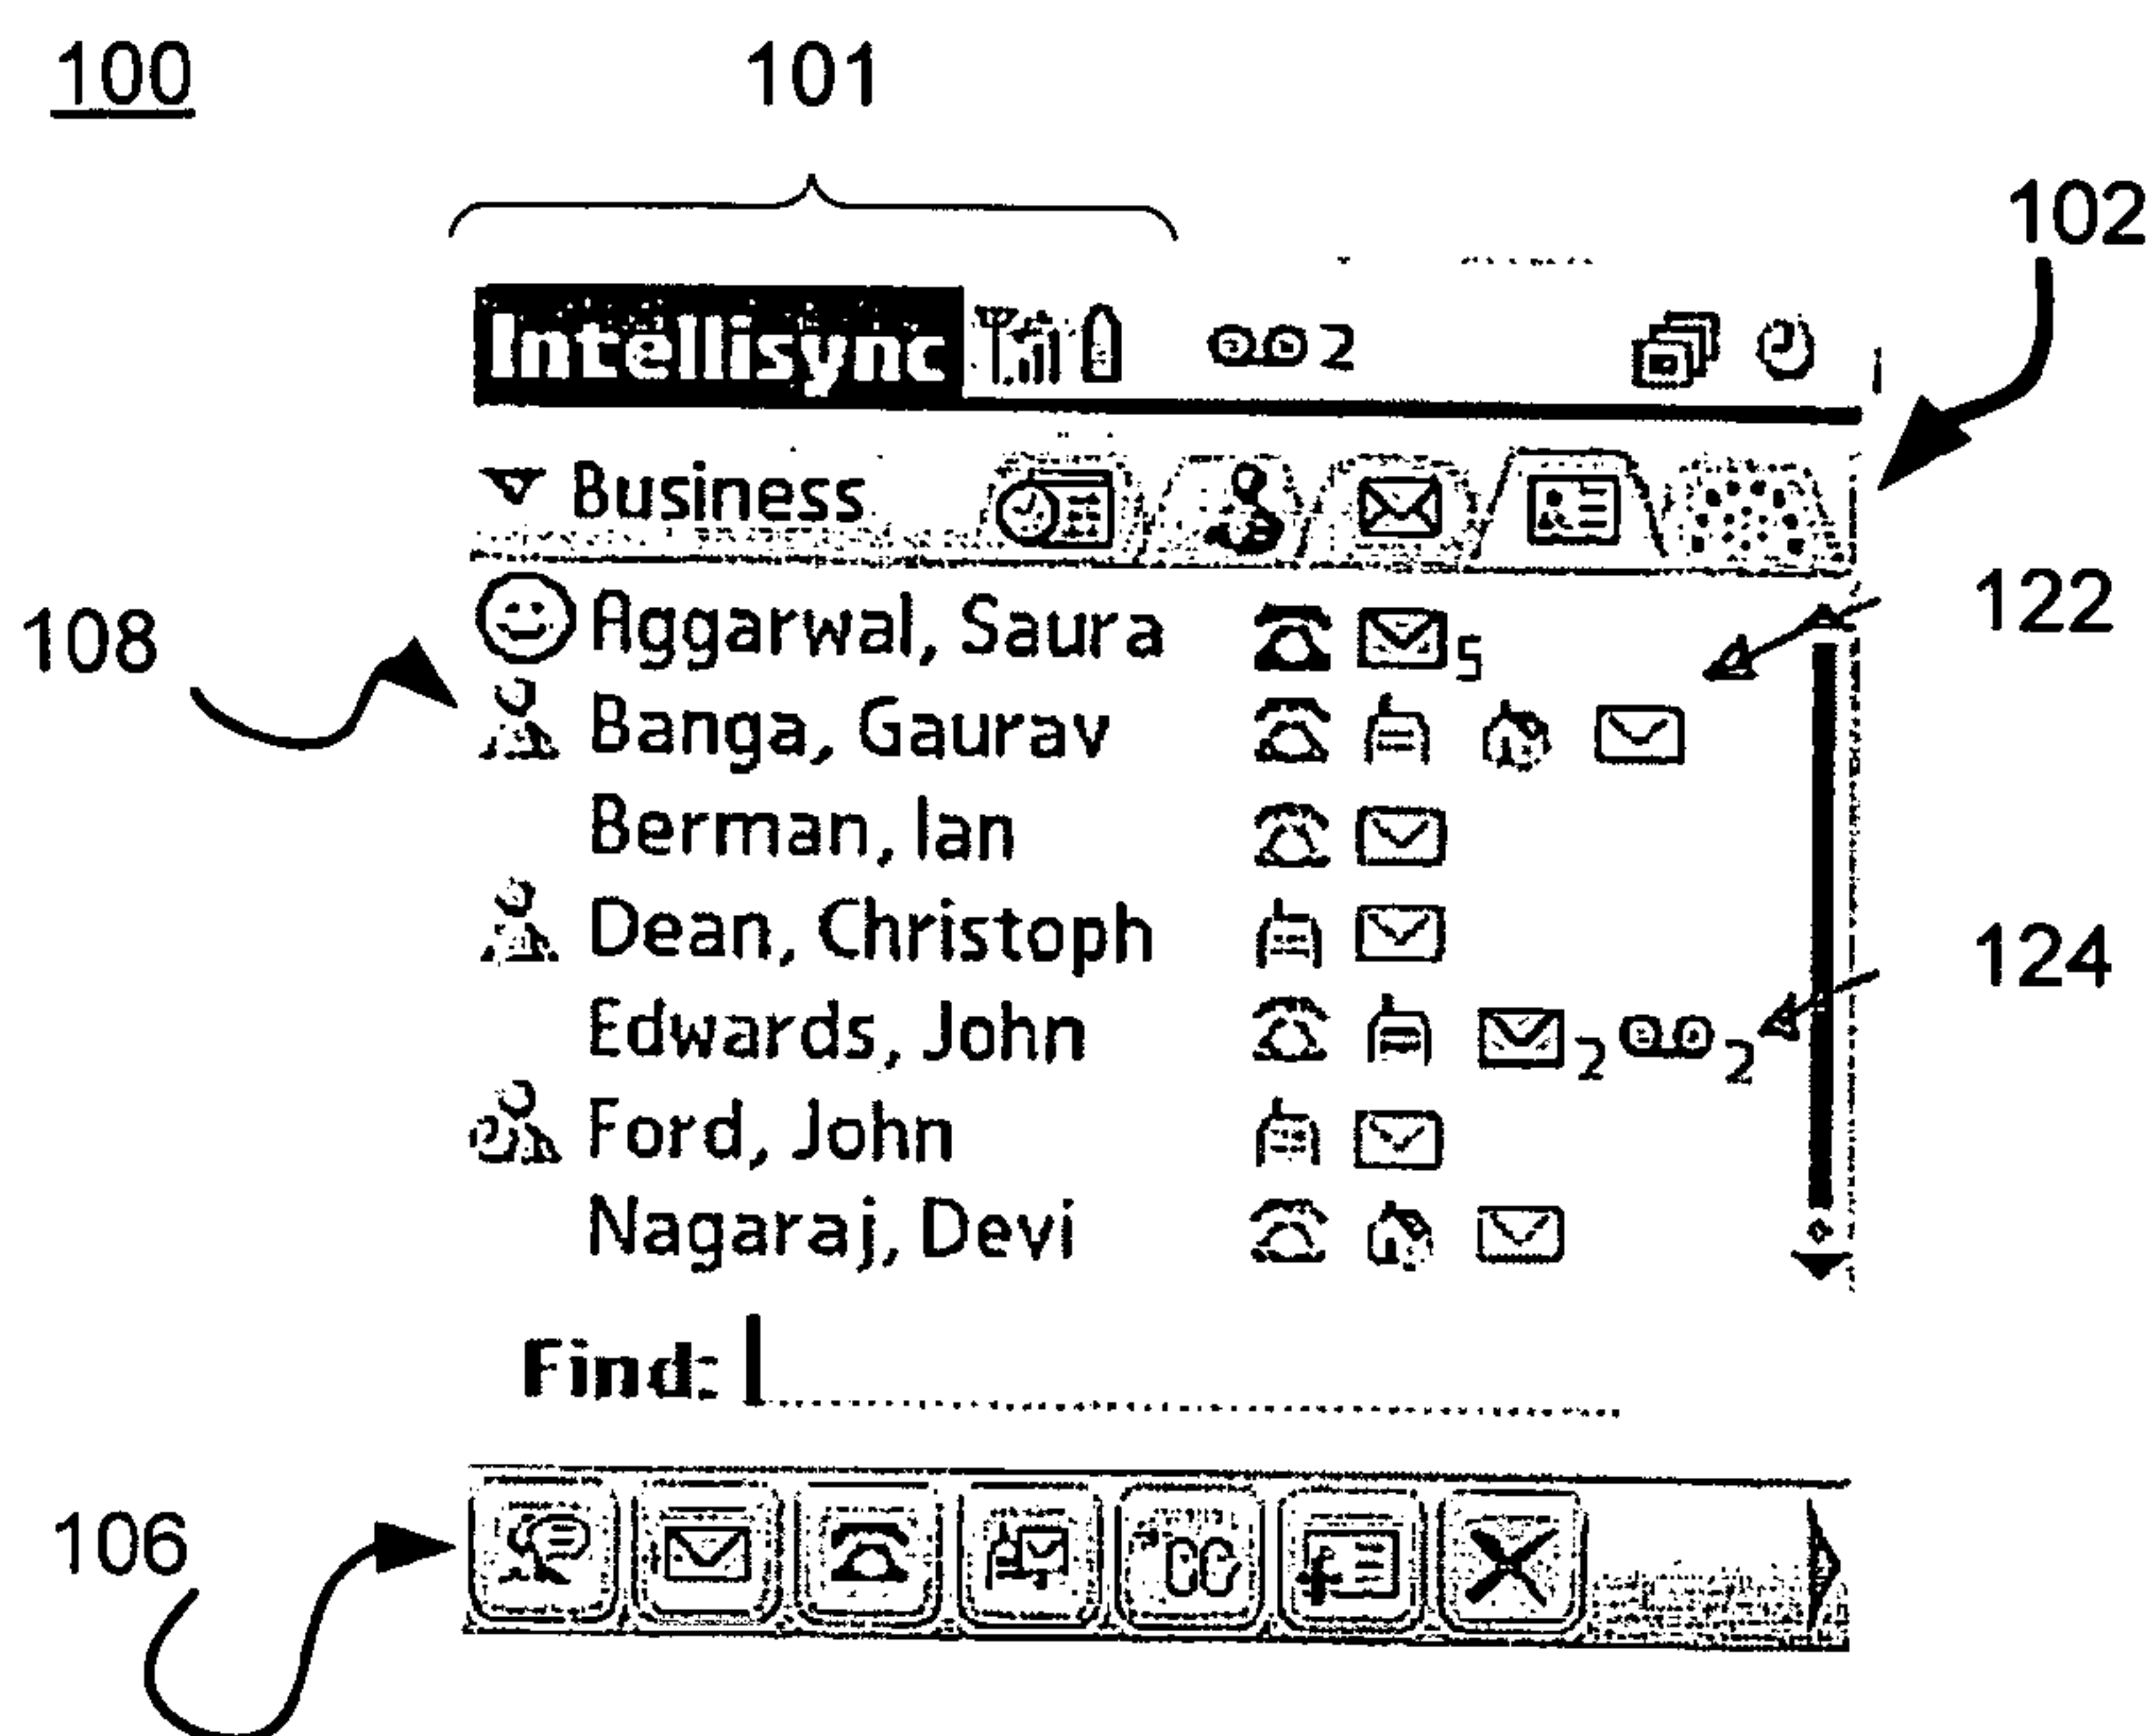 100
101
102
Intellisync 2
Business
108
122
Aggarwal, Saura 5
Banga, Gaurav
Berman, Ian
Dean, Christoph
124
Edwards, John 2 2
Ford, John
Nagaraj, Devi
Find:
106